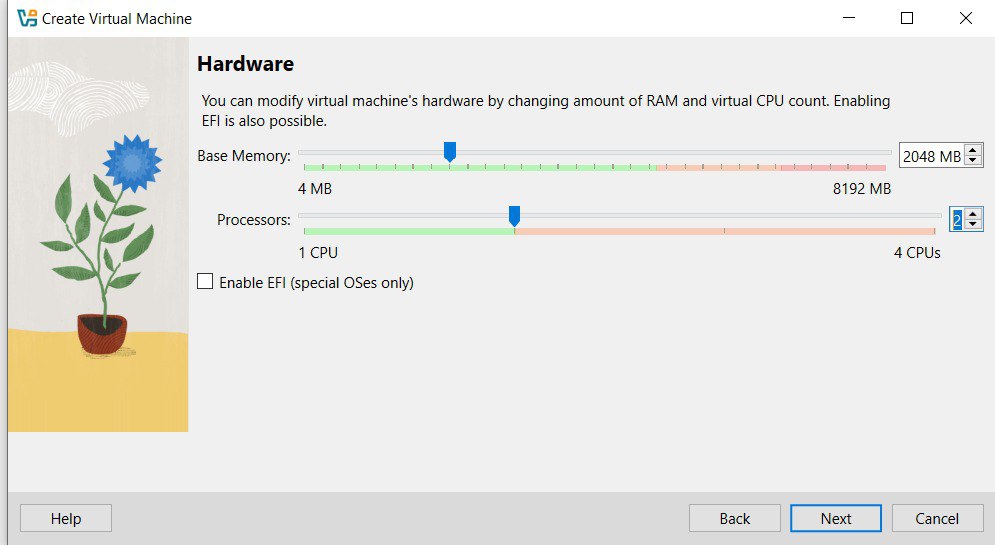 Create Virtual Machine
Hardware
You can modify virtual machine's hardware by changing amount of RAM and virtual CPU count. Enabling
EFI is also possible.
Base Memory: 2048 MB
4 MB 8192 MB
Processors: 2
1 CPU 4 CPUs
Enable EFI (special OSes only)
Help Back Next Cancel